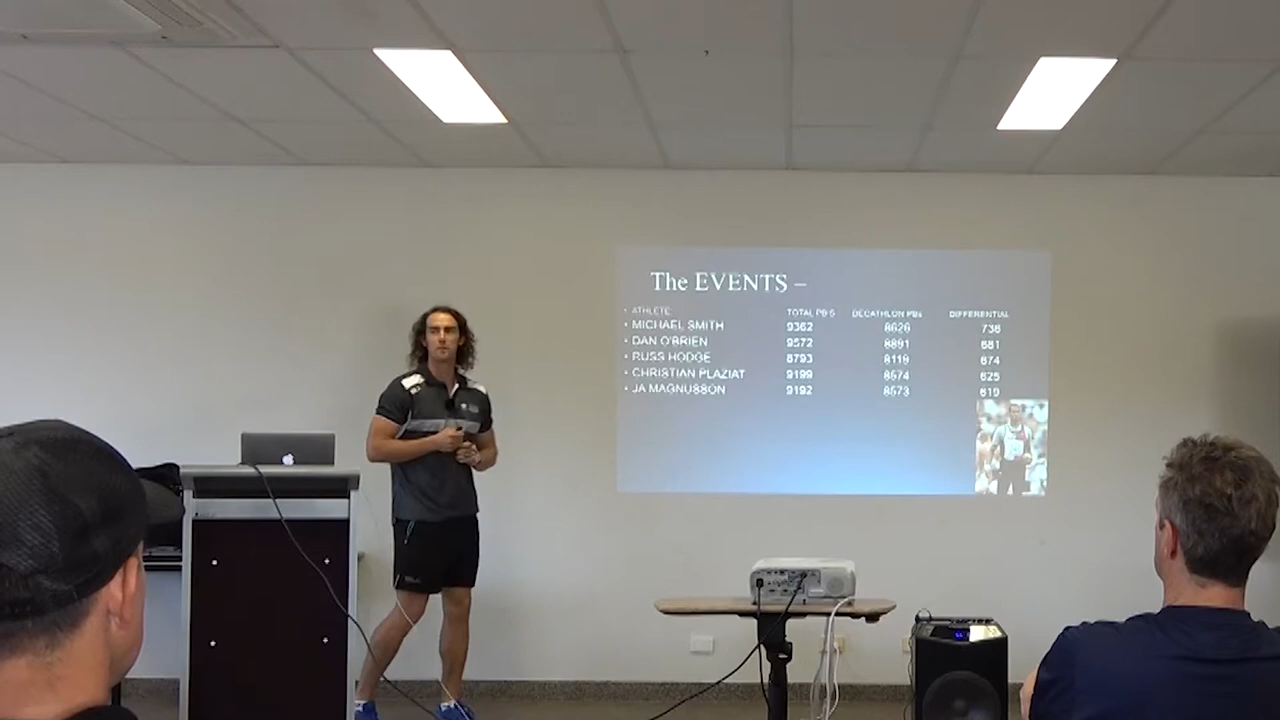 The EVENTS –
• ATHLETE TOTAL PB'S DECATHLON PBs DIFFERENTIAL
• MICHAEL SMITH 9362 8626 736
• DAN O'BRIEN 9572 8891 681
• RUSS HODGE 8793 8119 674
• CHRISTIAN PLAZIAT 9199 8574 625
• JA MAGNUSSON 9192 8573 619